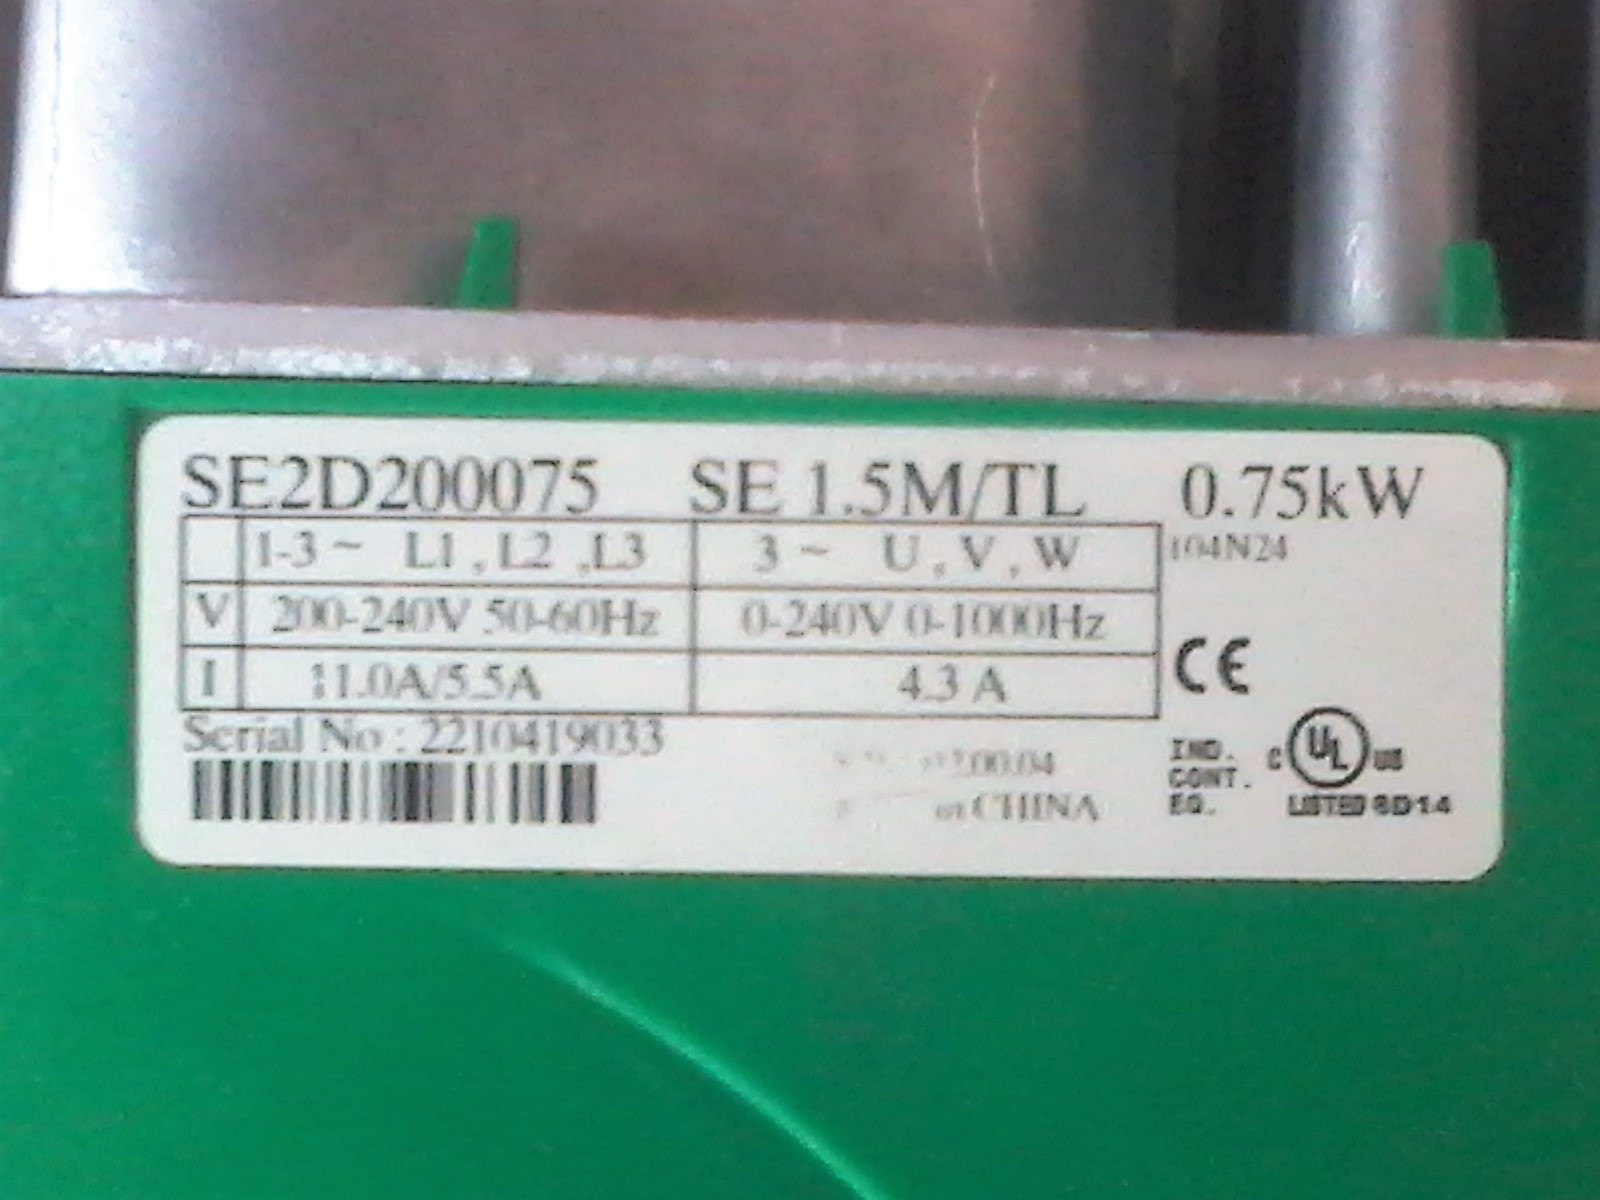 SE2D200075 SE 1.5M/TL 0.75kW
1-3 ~ L1 , L2 , L3 3 ~ U , V , W 104N24
V 200-240V 50-60Hz 0-240V 0-1000Hz
I 11.0A/5.5A 4.3 A
CE
Serial No : 2210419033
CHINA
IND.
CONT.
EQ.
C UL US
LISTED 8D14